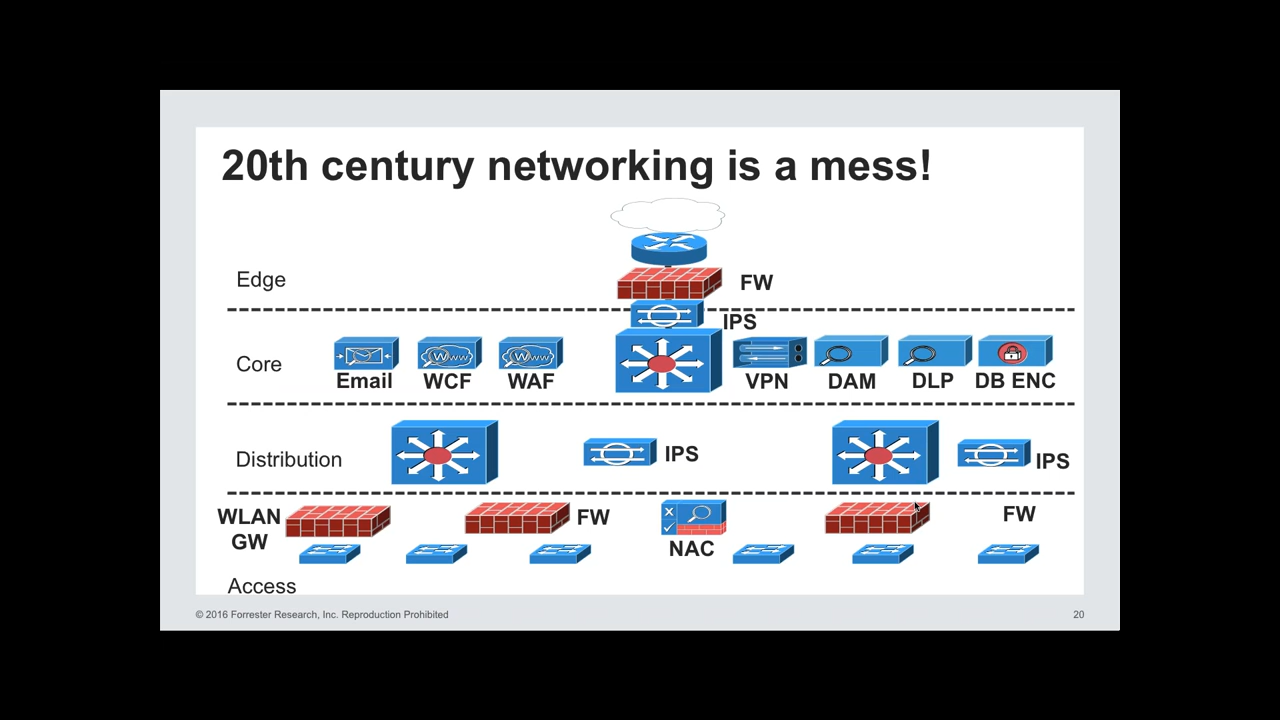 20th century networking is a mess!
Edge
FW
IPS
Core
Email
WCF
WAF
VPN
DAM
DLP
DB ENC
Distribution
IPS
IPS
WLAN
GW
FW
NAC
FW
Access
© 2016 Forrester Research, Inc. Reproduction Prohibited
20